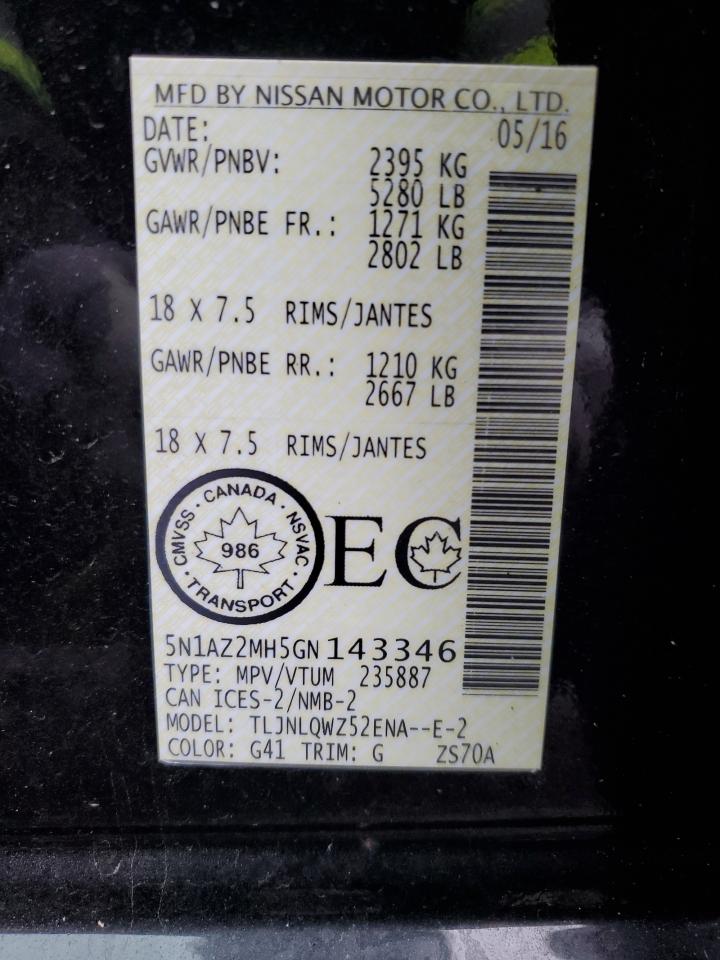 MFD BY NISSAN MOTOR CO., LTD.
DATE: 05/16
GVWR/PNBV: 2395 KG
5280 LB
GAWR/PNBE FR.: 1271 KG
2802 LB
18 X 7.5 RIMS/JANTES
GAWR/PNBE RR.: 1210 KG
2667 LB
18 X 7.5 RIMS/JANTES
CMVSS · CANADA · NSVAC · TRANSPORT ·
986
EC
5N1AZ2MH5GN143346
TYPE: MPV/VTUM 235887
CAN ICES-2/NMB-2
MODEL: TLJNLQWZ52ENA--E-2
COLOR: G41 TRIM: G ZS70A